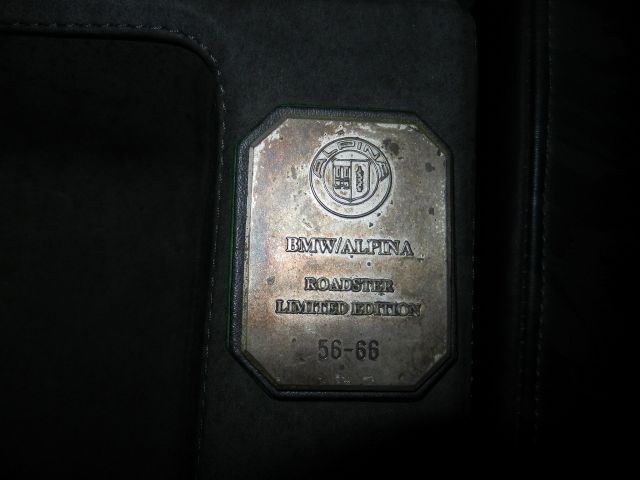 ALPINA
BMW/ALPINA
ROADSTER
LIMITED EDITION
56-66